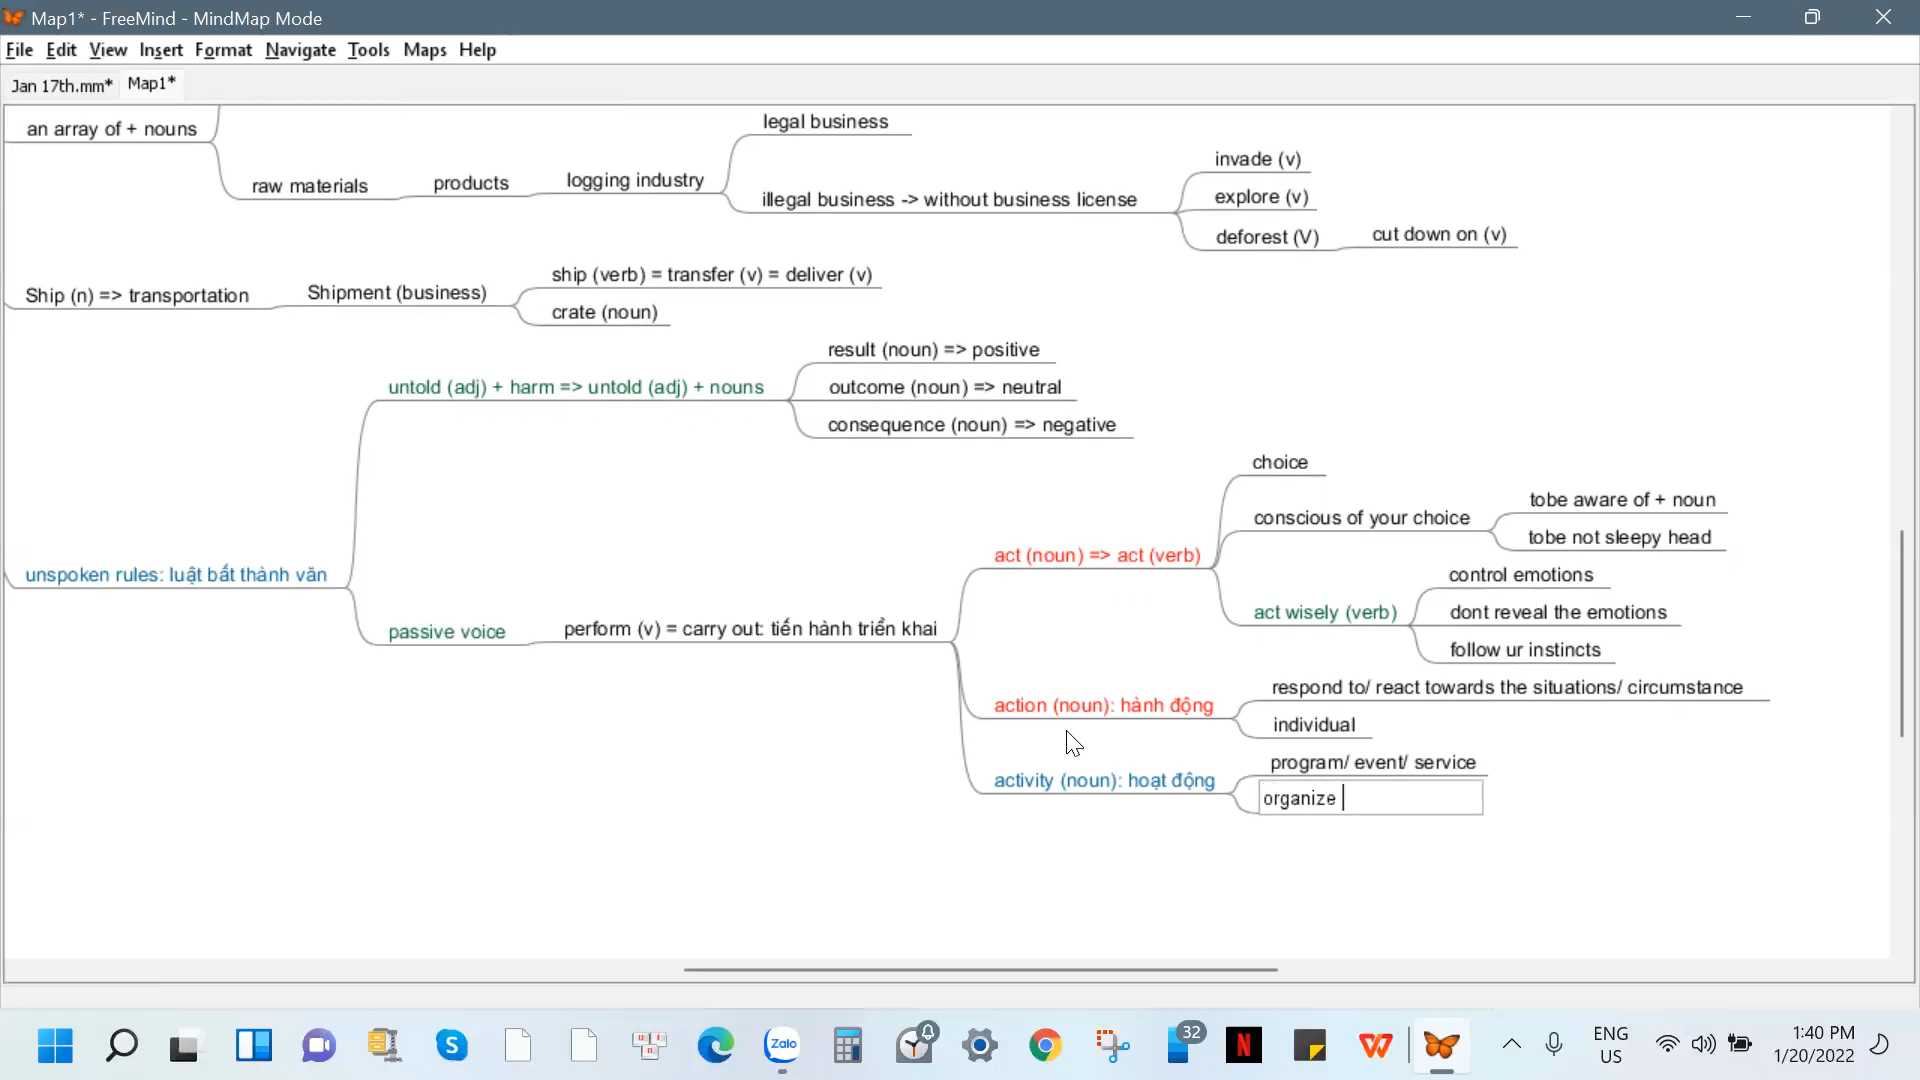 Map1* - FreeMind - MindMap Mode
File Edit View Insert Format Navigate Tools Maps Help
Jan 17th.mm* Map1*
an array of + nouns
raw materials
products
logging industry
legal business
illegal business -> without business license
invade (v)
explore (v)
deforest (V)
cut down on (v)
Ship (n) => transportation
Shipment (business)
ship (verb) = transfer (v) = deliver (v)
crate (noun)
unspoken rules: luật bất thành văn
untold (adj) + harm => untold (adj) + nouns
result (noun) => positive
outcome (noun) => neutral
consequence (noun) => negative
passive voice
perform (v) = carry out: tiến hành triển khai
act (noun) => act (verb)
choice
conscious of your choice
tobe aware of + noun
tobe not sleepy head
act wisely (verb)
control emotions
dont reveal the emotions
follow ur instincts
action (noun): hành động
respond to/ react towards the situations/ circumstance
individual
activity (noun): hoạt động
program/ event/ service
organize
Zalo
32
ENG
US
1:40 PM
1/20/2022